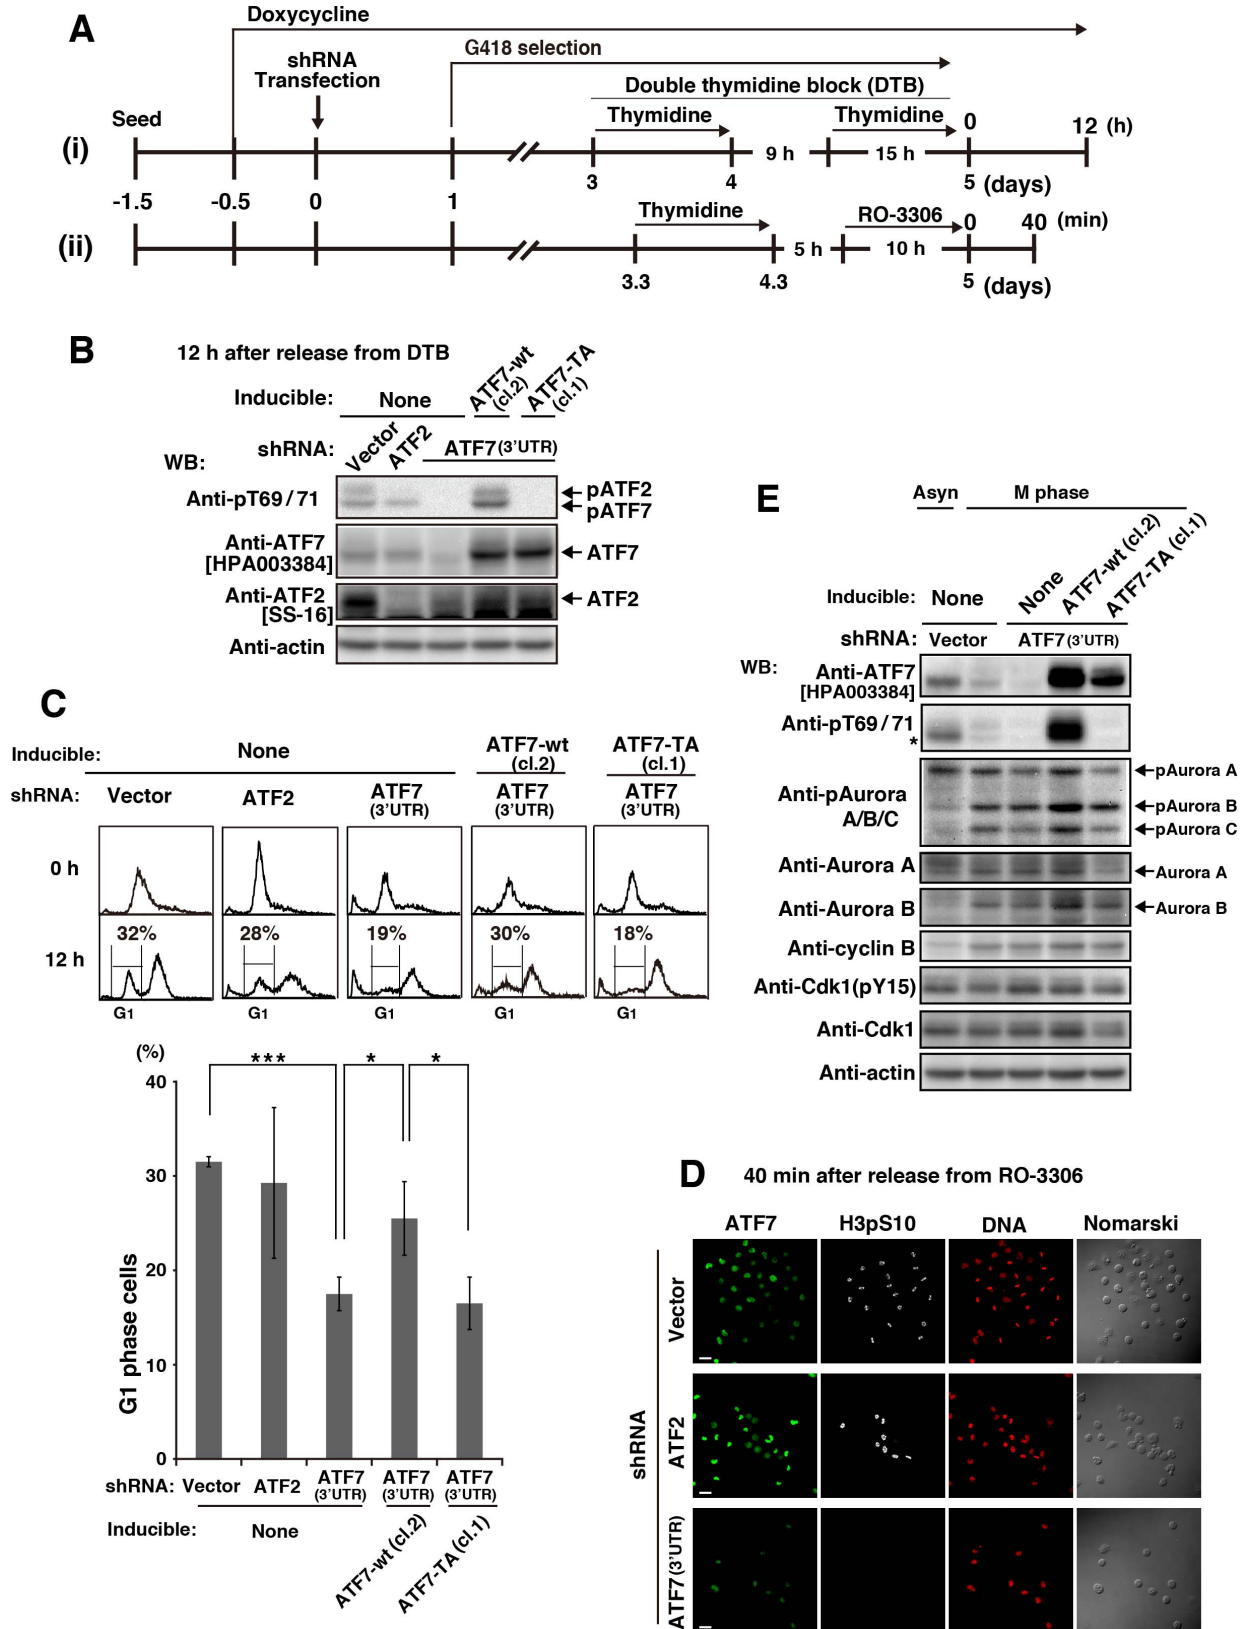 A
Doxycycline
G418 selection
shRNA
Transfection
Double thymidine block (DTB)
Seed
Thymidine
Thymidine
0
12 (h)
(i)
9 h
15 h
-1.5
-0.5
0
1
3
4
5 (days)
Thymidine
RO-3306
0
40 (min)
(ii)
5 h
10 h
3.3
4.3
5 (days)
B
12 h after release from DTB
Inducible:
None
ATF7-wt
(cl.2)
ATF7-TA
(cl.1)
shRNA:
Vector
ATF2
ATF7 (3'UTR)
WB:
Anti-pT69/71
pATF2
pATF7
Anti-ATF7
[HPA003384]
ATF7
Anti-ATF2
[SS-16]
ATF2
Anti-actin
C
Inducible:
None
ATF7-wt
(cl.2)
ATF7-TA
(cl.1)
shRNA:
Vector
ATF2
ATF7
(3'UTR)
ATF7
(3'UTR)
ATF7
(3'UTR)
0 h
12 h
32%
28%
19%
30%
18%
G1
G1
G1
G1
G1
(%)
***
*
*
40
30
20
10
0
G1 phase cells
shRNA:
Vector
ATF2
ATF7
(3'UTR)
ATF7
(3'UTR)
ATF7
(3'UTR)
Inducible:
None
ATF7-wt (cl.2)
ATF7-TA (cl.1)
E
Asyn
M phase
Inducible:
None
None
ATF7-wt (cl.2)
ATF7-TA (cl.1)
shRNA:
Vector
ATF7 (3'UTR)
WB:
Anti-ATF7
[HPA003384]
Anti-pT69/71
*
Anti-pAurora
A/B/C
pAurora A
pAurora B
pAurora C
Anti-Aurora A
Aurora A
Anti-Aurora B
Aurora B
Anti-cyclin B
Anti-Cdk1(pY15)
Anti-Cdk1
Anti-actin
D
40 min after release from RO-3306
ATF7
H3pS10
DNA
Nomarski
shRNA
Vector
ATF2
ATF7 (3'UTR)